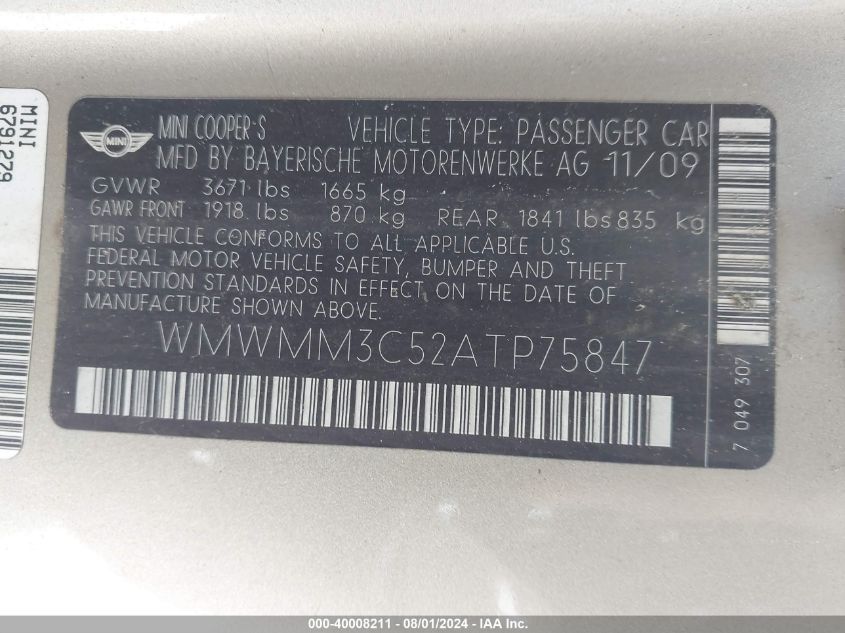 MINI
6791279
MINI
MINI COOPER S VEHICLE TYPE: PASSENGER CAR
MFD BY BAYERISCHE MOTORENWERKE AG 11/09
GVWR 3671 lbs 1665 kg
GAWR FRONT 1918 lbs 870 kg REAR 1841 lbs 835 kg
THIS VEHICLE CONFORMS TO ALL APPLICABLE U.S.
FEDERAL MOTOR VEHICLE SAFETY, BUMPER AND THEFT
PREVENTION STANDARDS IN EFFECT ON THE DATE OF
MANUFACTURE SHOWN ABOVE.
WMWMM3C52ATP75847
7 049 307
000-40008211 - 08/01/2024 - IAA, Inc.